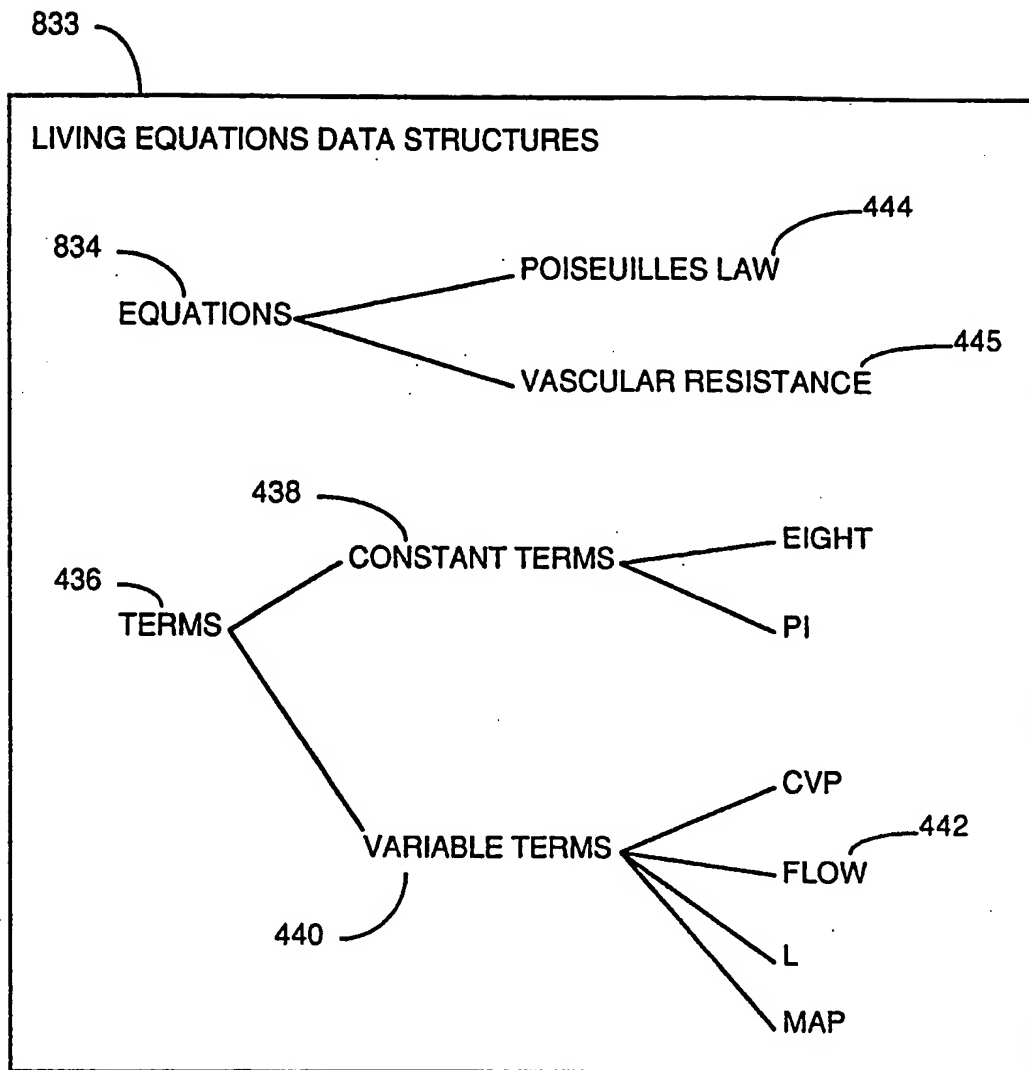 833
LIVING EQUATIONS DATA STRUCTURES
444
834
POISEUILLES LAW
EQUATIONS
445
VASCULAR RESISTANCE
438
EIGHT
CONSTANT TERMS
436
TERMS
PI
CVP
442
VARIABLE TERMS
FLOW
440
L
MAP